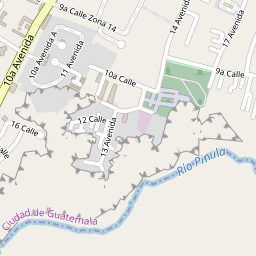 9a Calle Zona 14
14 Avenida
17 Avenida
10a Avenida
10a Avenida A
11 Avenida
10a Calle
9a Calle
12 Calle
16 Calle
13 Avenida
Río Pinula
Ciudad de Guatemala